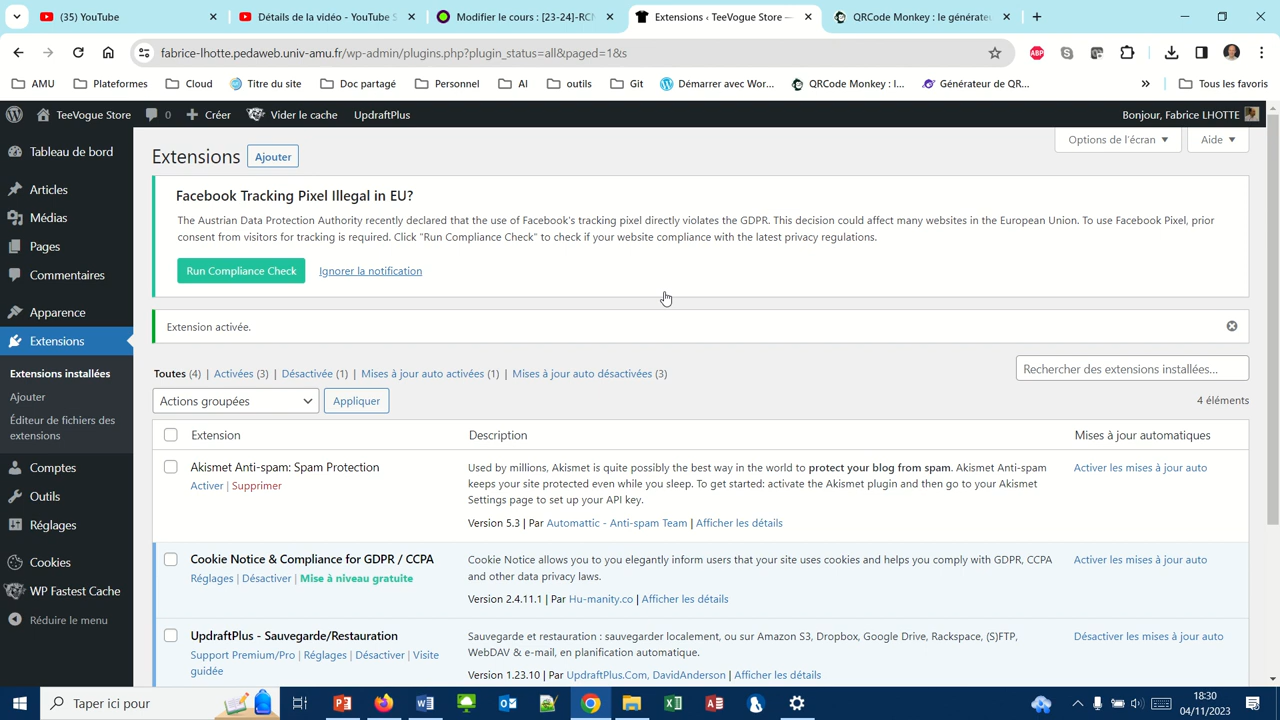 (35) YouTube
Détails de la vidéo - YouTube S
Modifier le cours : [23-24]-RCN
Extensions ‹ TeeVogue Store —
QRCode Monkey : le générateu
fabrice-lhotte.pedaweb.univ-amu.fr/wp-admin/plugins.php?plugin_status=all&paged=1&s
ABP
AMU
Plateformes
Cloud
Titre du site
Doc partagé
Personnel
AI
outils
Git
Démarrer avec Wor...
QRCode Monkey : l...
Générateur de QR...
Tous les favoris
TeeVogue Store
0
Créer
Vider le cache
UpdraftPlus
Bonjour, Fabrice LHOTTE
Tableau de bord
Articles
Médias
Pages
Commentaires
Apparence
Extensions
Extensions installées
Ajouter
Éditeur de fichiers des
extensions
Comptes
Outils
Réglages
Cookies
WP Fastest Cache
Réduire le menu
Options de l'écran
Aide
Extensions
Ajouter
Facebook Tracking Pixel Illegal in EU?
The Austrian Data Protection Authority recently declared that the use of Facebook's tracking pixel directly violates the GDPR. This decision could affect many websites in the European Union. To use Facebook Pixel, prior
consent from visitors for tracking is required. Click "Run Compliance Check" to check if your website compliance with the latest privacy regulations.
Run Compliance Check
Ignorer la notification
Extension activée.
Toutes (4) | Activées (3) | Désactivée (1) | Mises à jour auto activées (1) | Mises à jour auto désactivées (3)
Rechercher des extensions installées...
Actions groupées
Appliquer
4 éléments
Extension
Description
Mises à jour automatiques
Akismet Anti-spam: Spam Protection
Activer | Supprimer
Used by millions, Akismet is quite possibly the best way in the world to protect your blog from spam. Akismet Anti-spam
keeps your site protected even while you sleep. To get started: activate the Akismet plugin and then go to your Akismet
Settings page to set up your API key.
Version 5.3 | Par Automattic - Anti-spam Team | Afficher les détails
Activer les mises à jour auto
Cookie Notice & Compliance for GDPR / CCPA
Réglages | Désactiver | Mise à niveau gratuite
Cookie Notice allows you to you elegantly inform users that your site uses cookies and helps you comply with GDPR, CCPA
and other data privacy laws.
Version 2.4.11.1 | Par Hu-manity.co | Afficher les détails
Activer les mises à jour auto
UpdraftPlus - Sauvegarde/Restauration
Support Premium/Pro | Réglages | Désactiver | Visite
guidée
Sauvegarde et restauration : sauvegarder localement, ou sur Amazon S3, Dropbox, Google Drive, Rackspace, (S)FTP,
WebDAV & e-mail, en planification automatique.
Version 1.23.10 | Par UpdraftPlus.Com, DavidAnderson | Afficher les détails
Désactiver les mises à jour auto
Taper ici pour
18:30
04/11/2023